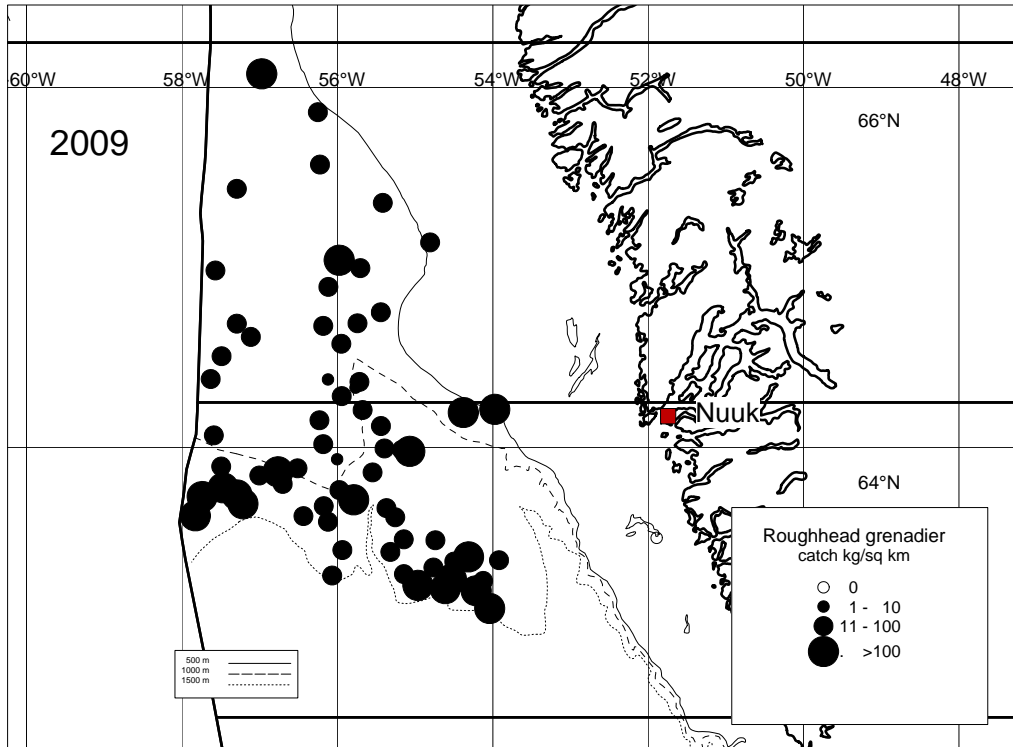 60°W 58°W 56°W 54°W 52°W 50°W 48°W
66°N
2009
Nuuk
64°N
Roughhead grenadier
catch kg/sq km
0
1 - 10
11 - 100
. >100
500 m
1000 m
1500 m